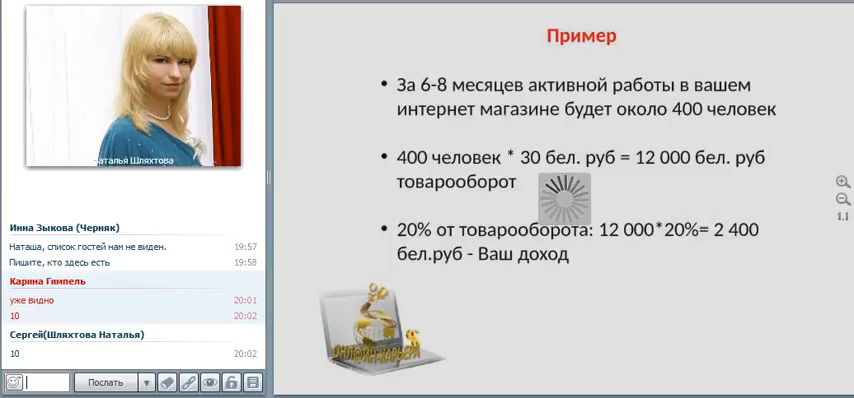 Наталья Шляхтова
Инна Зыкова (Черняк)
Наташа, список гостей нам не виден. 19:57
Пишите, кто здесь есть 19:58
Карина Гимпель
уже видно 20:01
10 20:02
Сергей(Шляхтова Наталья)
10 20:02
Послать
Пример
• За 6-8 месяцев активной работы в вашем
интернет магазине будет около 400 человек
• 400 человек * 30 бел. руб = 12 000 бел. руб
товарооборот
• 20% от товарооборота: 12 000*20%= 2 400
бел.руб - Ваш доход
ОНЛ@ЙН КАРЬЕРА
1:1